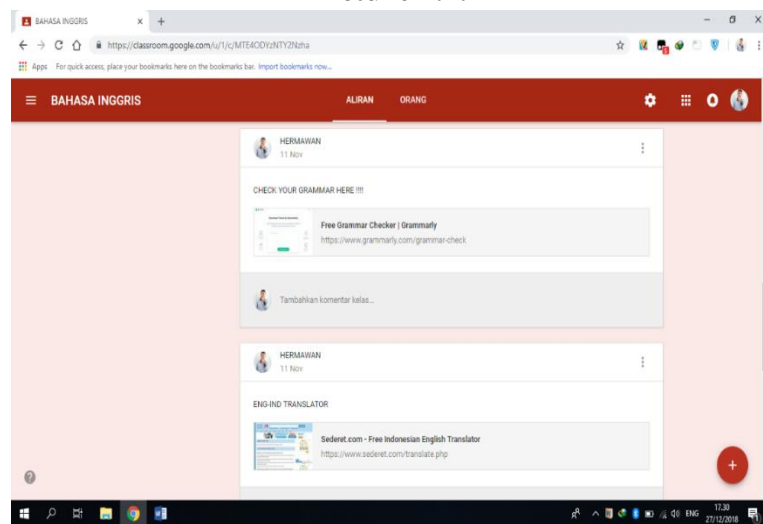 BAHASA INGGRIS
https://classroom.google.com/u/1/c/MTE4ODYzNTY2Nzha
Apps For quick access, place your bookmarks here on the bookmarks bar. Import bookmarks now...
BAHASA INGGRIS ALIRAN ORANG
HERMAWAN
11 Nov
CHECK YOUR GRAMMAR HERE !!!!
Free Grammar Checker | Grammarly
https://www.grammarly.com/grammar-check
Tambahkan komentar kelas...
HERMAWAN
11 Nov
ENG-IND TRANSLATOR
Sederet.com - Free Indonesian English Translator
https://www.sederet.com/translate.php
ENG
17.30
27/12/2018